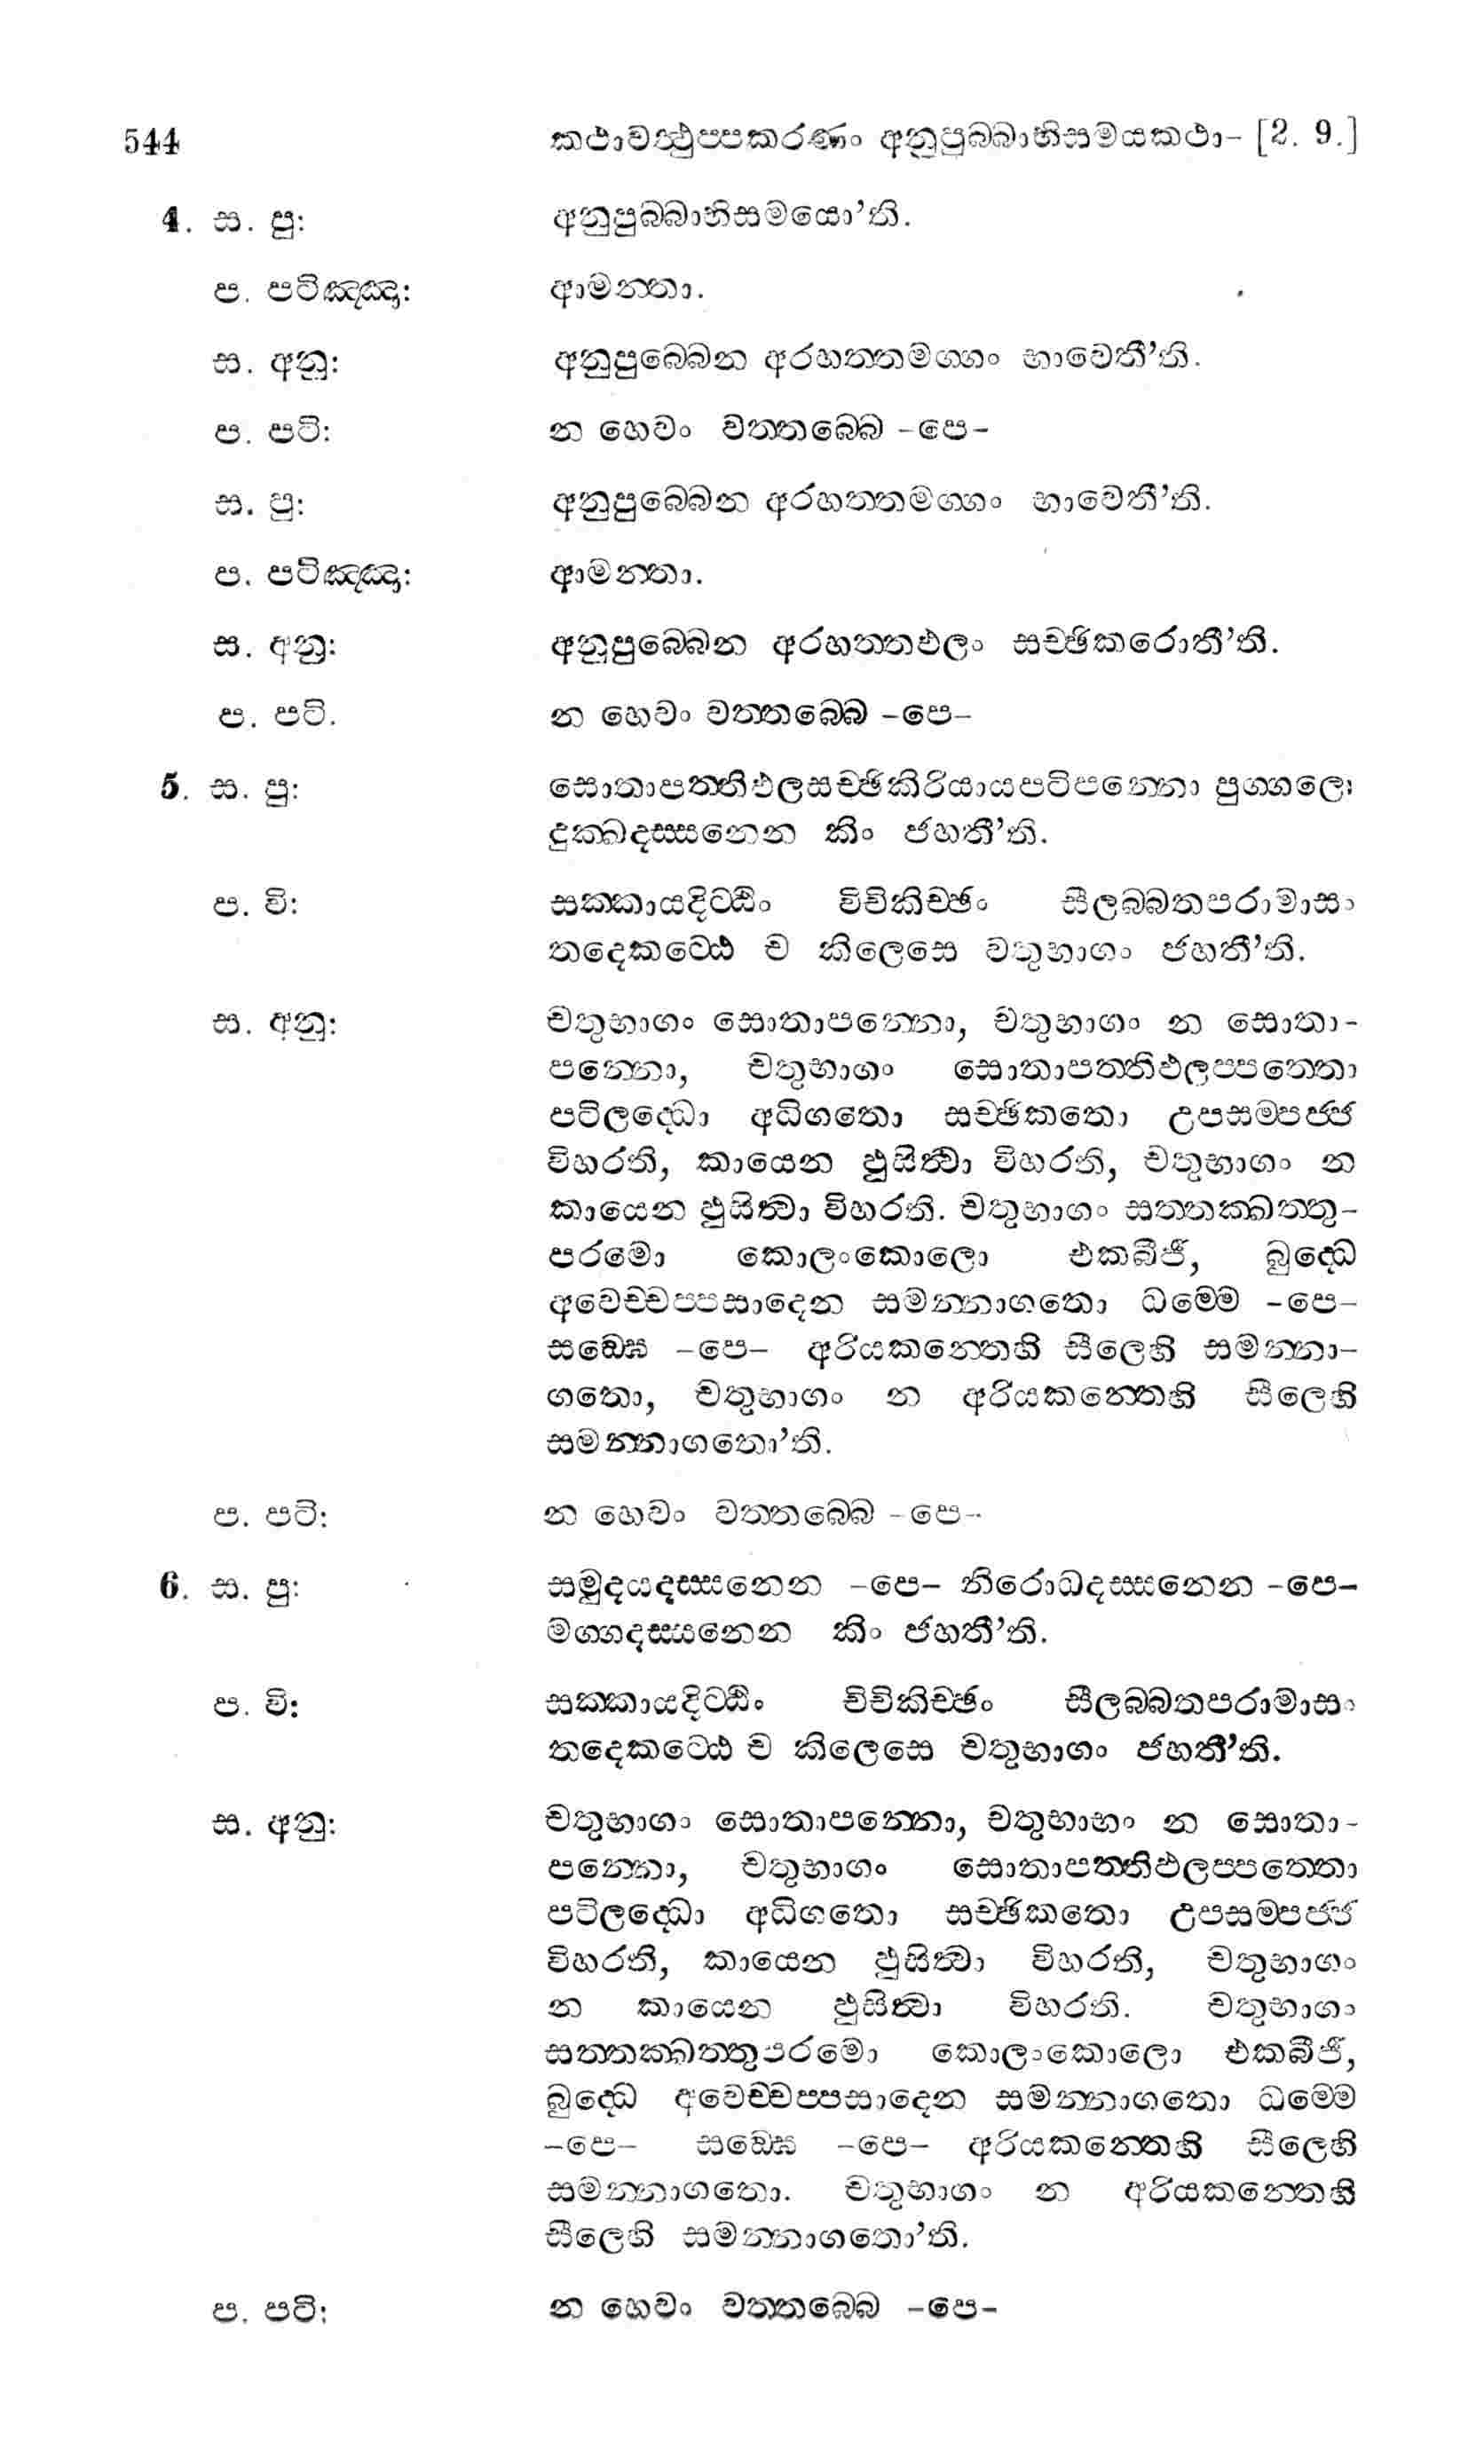 544 කථාවත්ථුප්පකරණං අනුපුබ්බාභිසමයකථා- [2. 9.]
4. ස. පු: අනුපුබ්බාභිසමයො’ති.
ප. පටිඤ්ඤා: ආමන්තා.
ස. අනු: අනුපුබ්බෙන අරහත්තමග්ගං භාවෙතී’ති.
ප. පටි: න හෙවං වත්තබ්බෙ -පෙ-
ස. පු: අනුපුබ්බෙන අරහත්තමග්ගං භාවෙතී’ති.
ප. පටිඤ්ඤා: ආමන්තා.
ස. අනු: අනුපුබ්බෙන අරහත්තඵලං සච්ඡිකරොතී’ති.
ප. පටි. න හෙවං වත්තබ්බෙ -පෙ-
5. ස. පු: සොතාපත්තිඵලසච්ඡිකිරියායපටිපන්නො පුග්ගලො
දුක්ඛදස්සනෙන කිං ජහතී’ති.
ප. වි: සක්කායදිට්ඨිං විචිකිච්ඡං සීලබ්බතපරාමාසං
තදෙකට්ඨෙ ච කිලෙසෙ චතුභාගං ජහතී’ති.
ස. අනු: චතුභාගං සොතාපන්නො, චතුභාගං න සොතා-
පන්නො, චතුභාගං සොතාපත්තිඵලප්පත්තො
පටිලද්ධො අධිගතො සච්ඡිකතො උපසම්පජ්ජ
විහරති, කායෙන ඵුසිත්වා විහරති, චතුභාගං න
කායෙන ඵුසිත්වා විහරති. චතුභාගං සත්තක්ඛත්තු-
පරමො කොලංකොලො එකබීජී, බුද්ධෙ
අවෙච්චප්පසාදෙන සමන්නාගතො ධම්මෙ -පෙ-
සඞ්ඝෙ -පෙ- අරියකන්තෙහි සීලෙහි සමන්නා-
ගතො, චතුභාගං න අරියකන්තෙහි සීලෙහි
සමන්නාගතො’ති.
ප. පටි: න හෙවං වත්තබ්බෙ -පෙ-
6. ස. පු: සමුදයදස්සනෙන -පෙ- නිරොධදස්සනෙන -පෙ-
මග්ගදස්සනෙන කිං ජහතී’ති.
ප. වි: සක්කායදිට්ඨිං විචිකිච්ඡං සීලබ්බතපරාමාසං
තදෙකට්ඨෙ ච කිලෙසෙ චතුභාගං ජහතී’ති.
ස. අනු: චතුභාගං සොතාපන්නො, චතුභාභං න සොතා-
පන්නො, චතුභාගං සොතාපත්තිඵලප්පත්තො
පටිලද්ධො අධිගතො සච්ඡිකතො උපසම්පජ්ජ
විහරති, කායෙන ඵුසිත්වා විහරති, චතුභාගං
න කායෙන ඵුසිත්වා විහරති. චතුභාගං
සත්තක්ඛත්තුපරමො කොලංකොලො එකබීජී,
බුද්ධෙ අවෙච්චප්පසාදෙන සමන්නාගතො ධම්මෙ
-පෙ- සඞ්ඝෙ -පෙ- අරියකන්තෙහි සීලෙහි
සමන්නාගතො. චතුභාගං න අරියකන්තෙහි
සීලෙහි සමන්නාගතො’ති.
ප. පටි: න හෙවං වත්තබ්බෙ -පෙ-